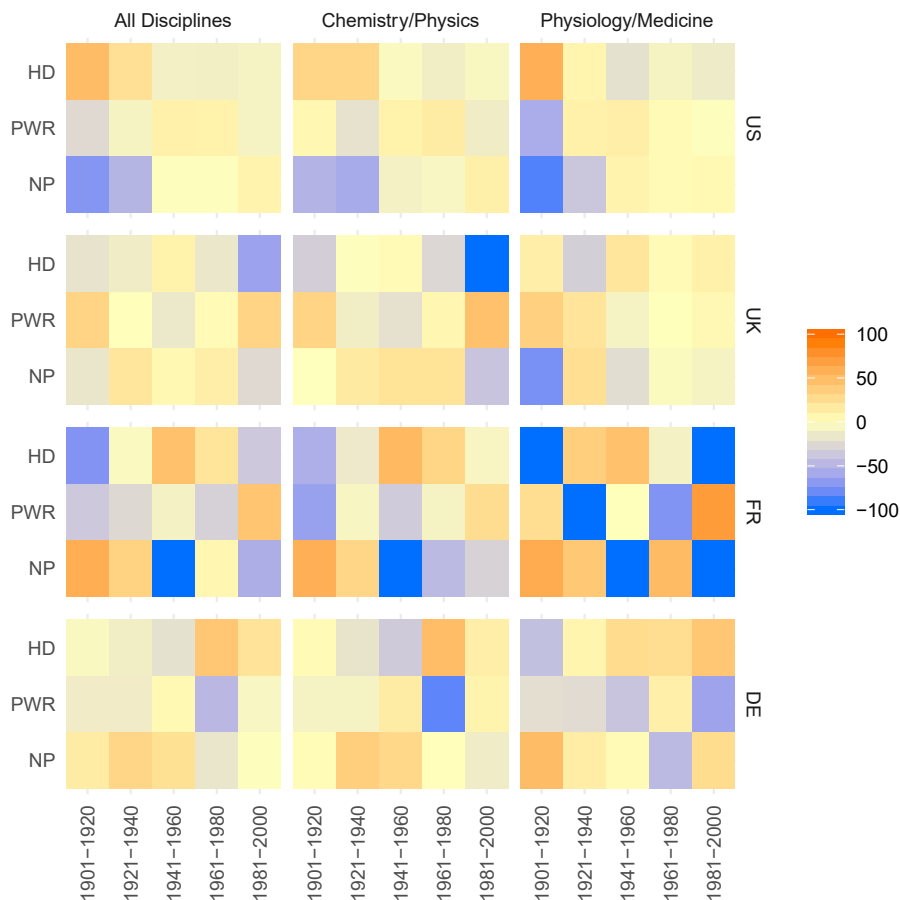 All Disciplines
Chemistry/Physics
Physiology/Medicine
HD
PWR
NP
US
HD
PWR
NP
UK
HD
PWR
NP
FR
HD
PWR
NP
DE
100
50
0
−50
−100
1901−1920
1921−1940
1941−1960
1961−1980
1981−2000
1901−1920
1921−1940
1941−1960
1961−1980
1981−2000
1901−1920
1921−1940
1941−1960
1961−1980
1981−2000